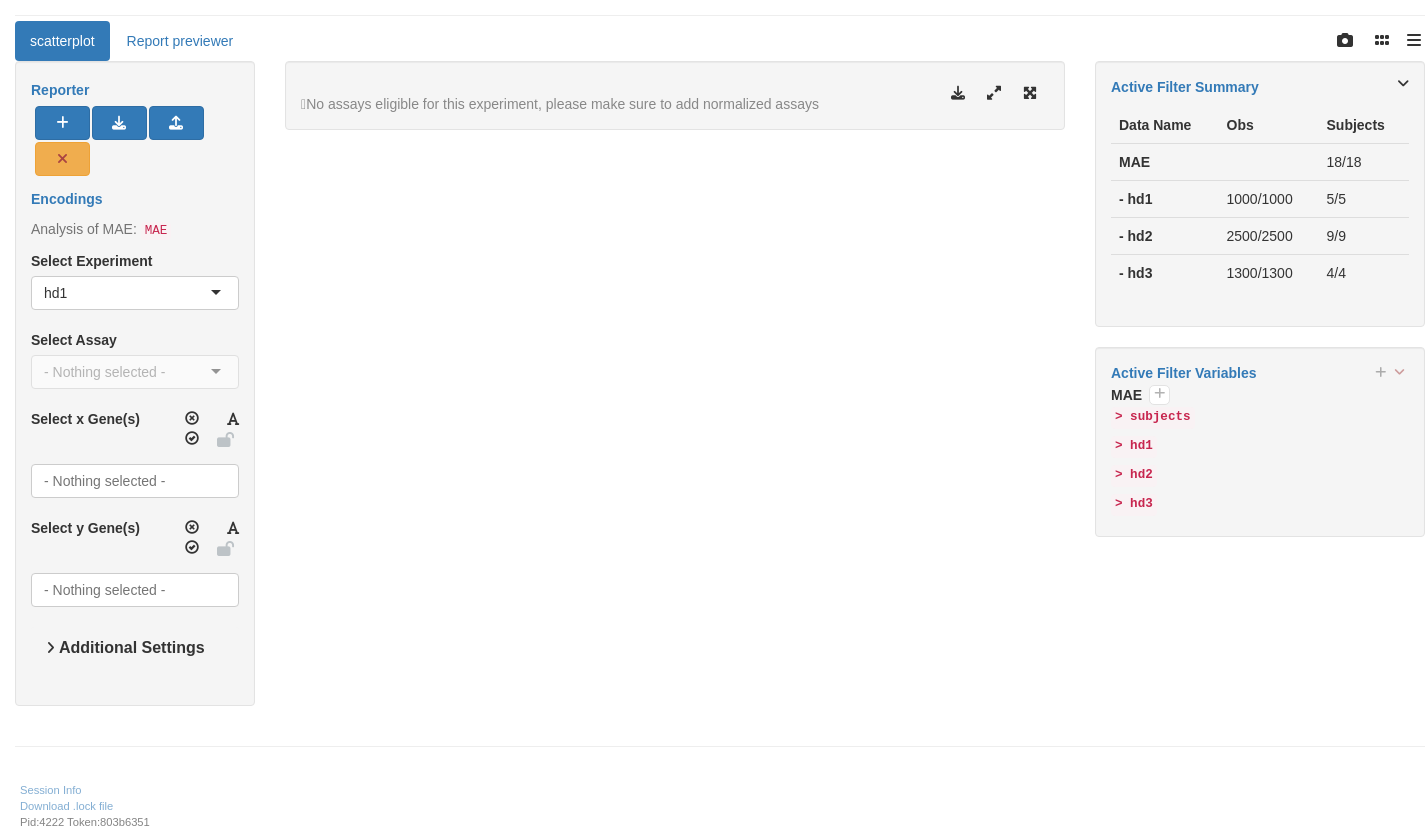 scatterplot
Report previewer
Reporter
Encodings
Analysis of MAE: MAE
Select Experiment
hd1
Select Assay
- Nothing selected -
Select x Gene(s)
- Nothing selected -
Select y Gene(s)
- Nothing selected -
Additional Settings
No assays eligible for this experiment, please make sure to add normalized assays
Active Filter Summary
Data Name Obs Subjects
MAE 18/18
- hd1 1000/1000 5/5
- hd2 2500/2500 9/9
- hd3 1300/1300 4/4
Active Filter Variables
MAE
> subjects
> hd1
> hd2
> hd3
Session Info
Download .lock file
Pid:4222 Token:803b6351